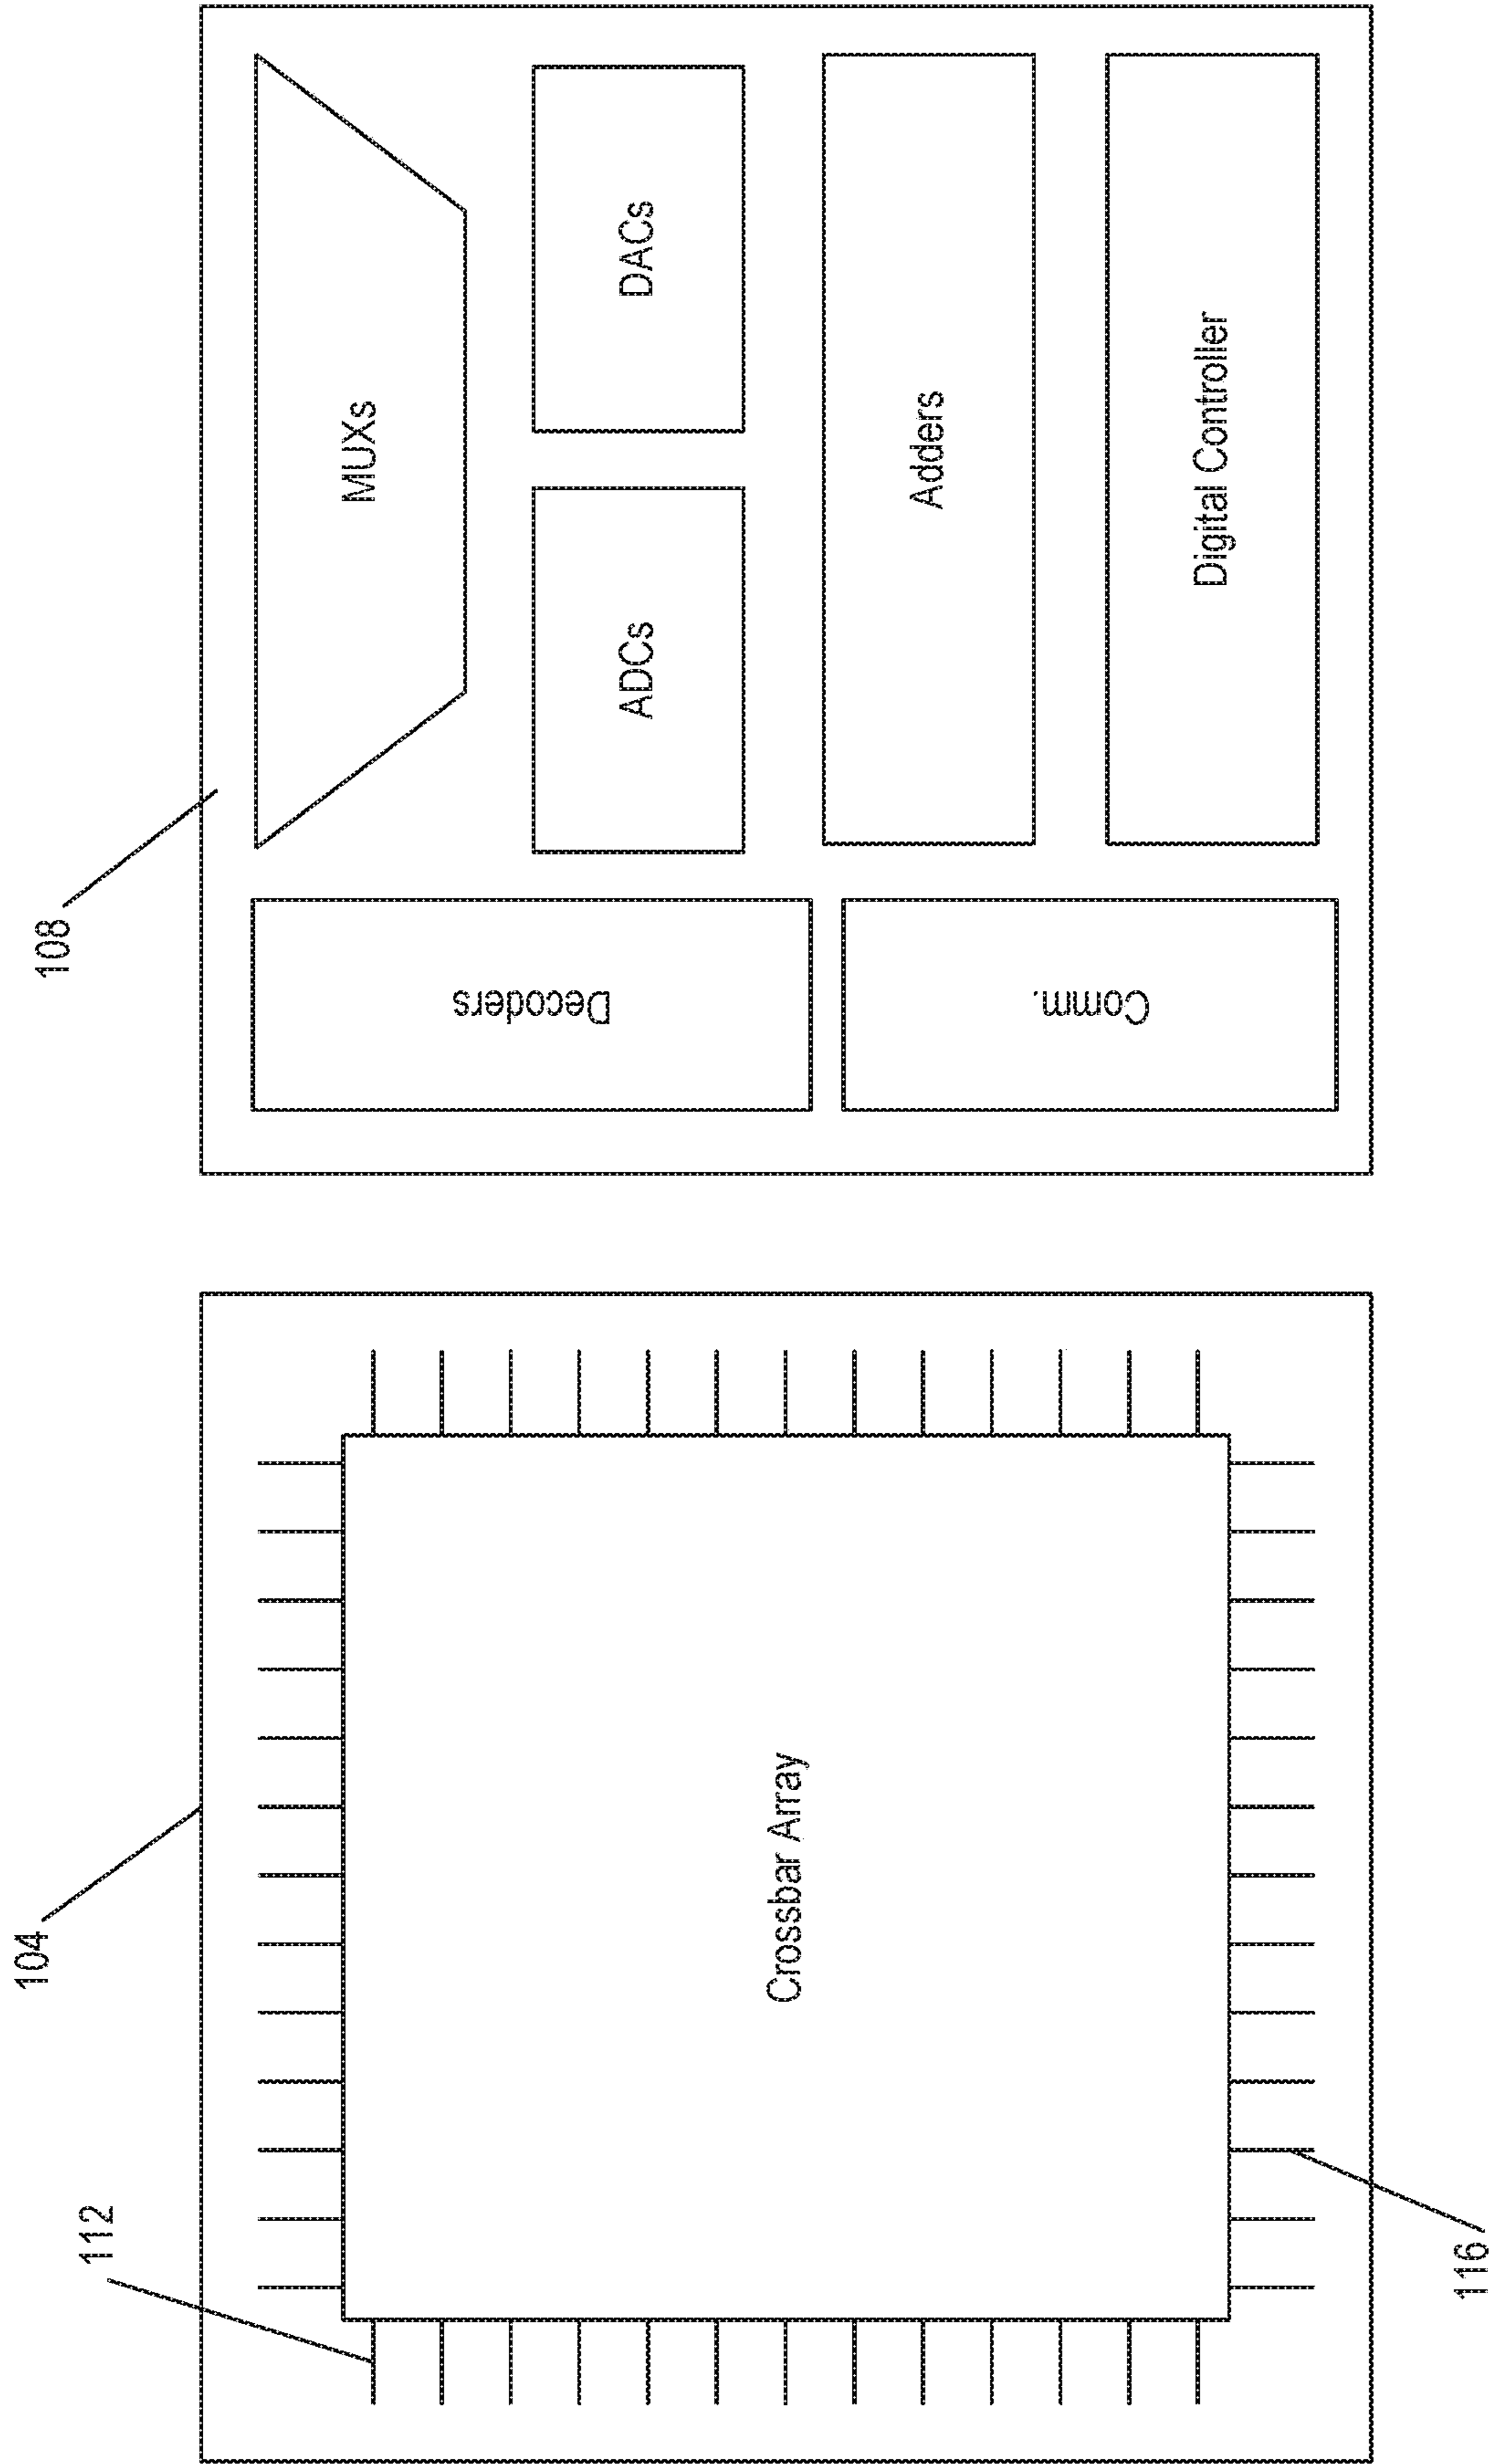 104
112
Crossbar Array
116
108
Decoders
Comm.
MUXs
ADCs
DACs
Adders
Digital Controller